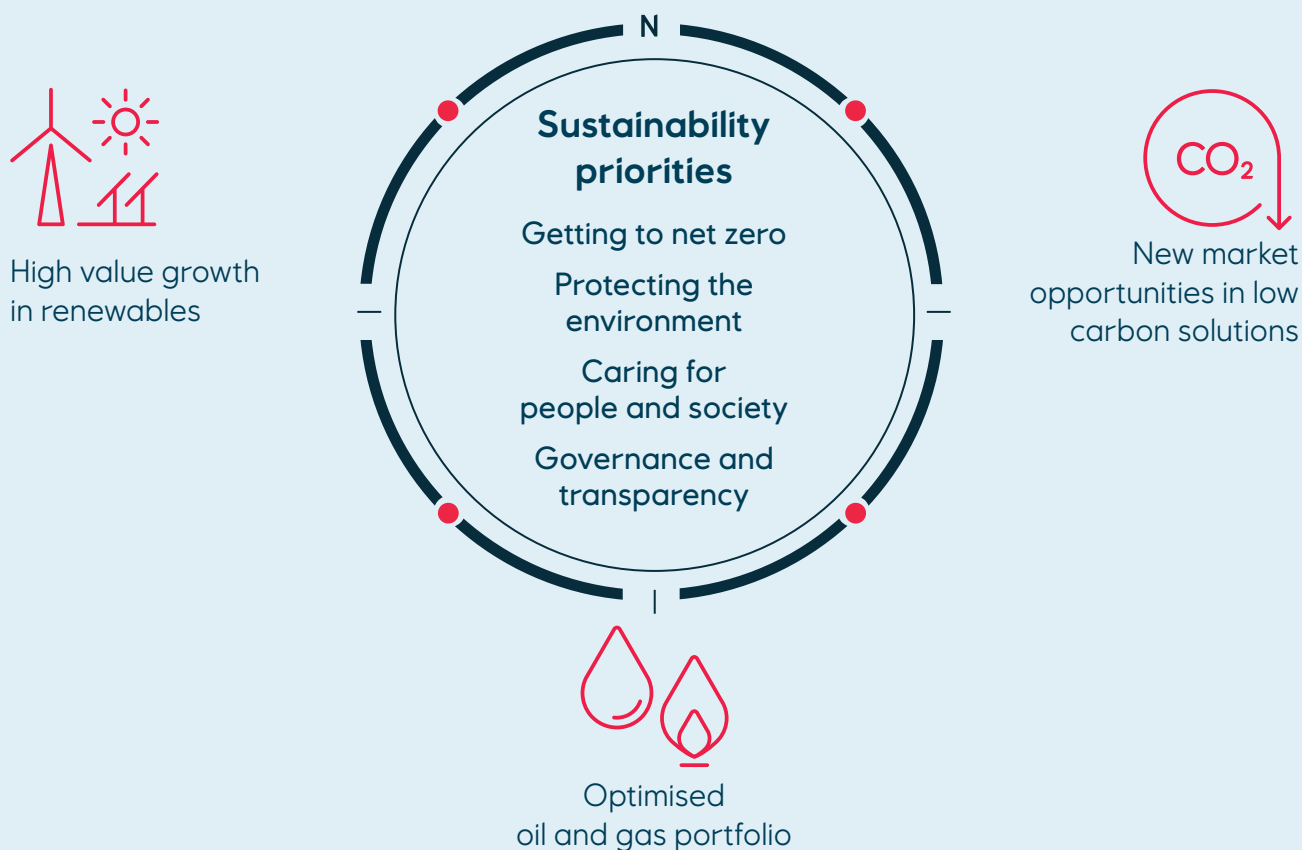 N
Sustainability
priorities
Getting to net zero
Protecting the
environment
Caring for
people and society
Governance and
transparency
High value growth
in renewables
CO₂
New market
opportunities in low
carbon solutions
Optimised
oil and gas portfolio